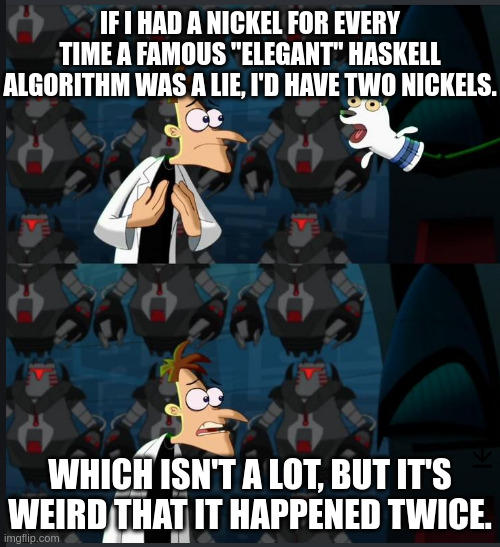 IF I HAD A NICKEL FOR EVERY
TIME A FAMOUS "ELEGANT" HASKELL
ALGORITHM WAS A LIE, I'D HAVE TWO NICKELS.
WHICH ISN'T A LOT, BUT IT'S
WEIRD THAT IT HAPPENED TWICE.
imgflip.com